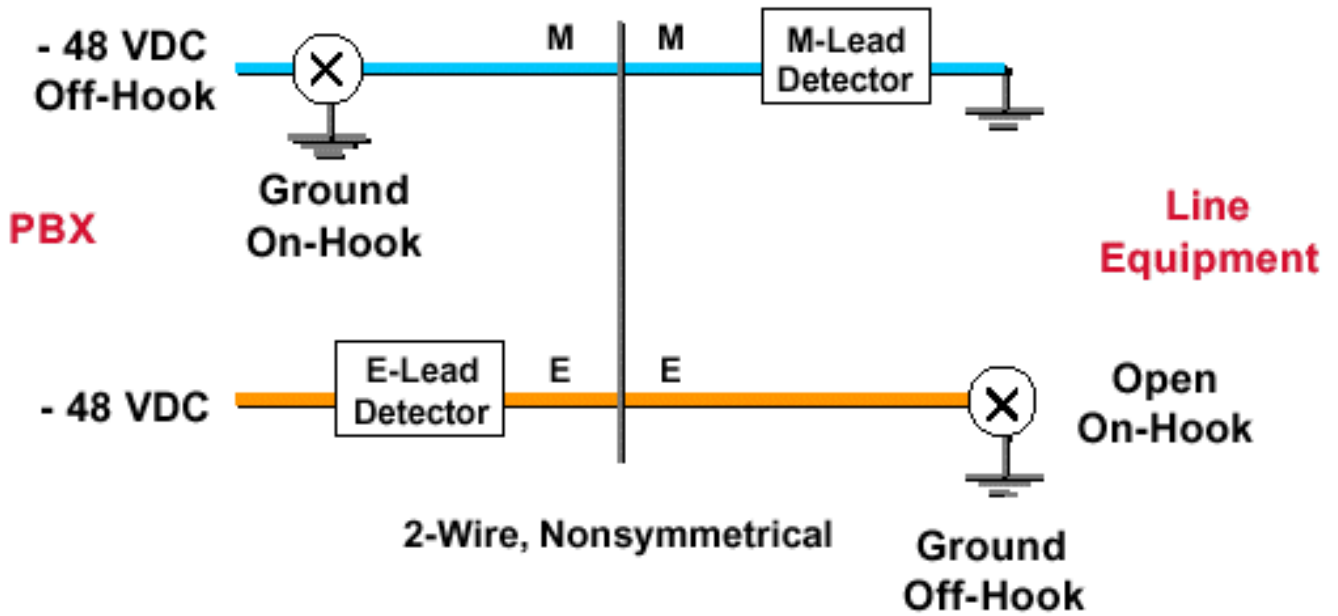 - 48 VDC
Off-Hook
M
M
M-Lead
Detector
Ground
On-Hook
PBX
Line
Equipment
- 48 VDC
E-Lead
Detector
E
E
Open
On-Hook
2-Wire, Nonsymmetrical
Ground
Off-Hook